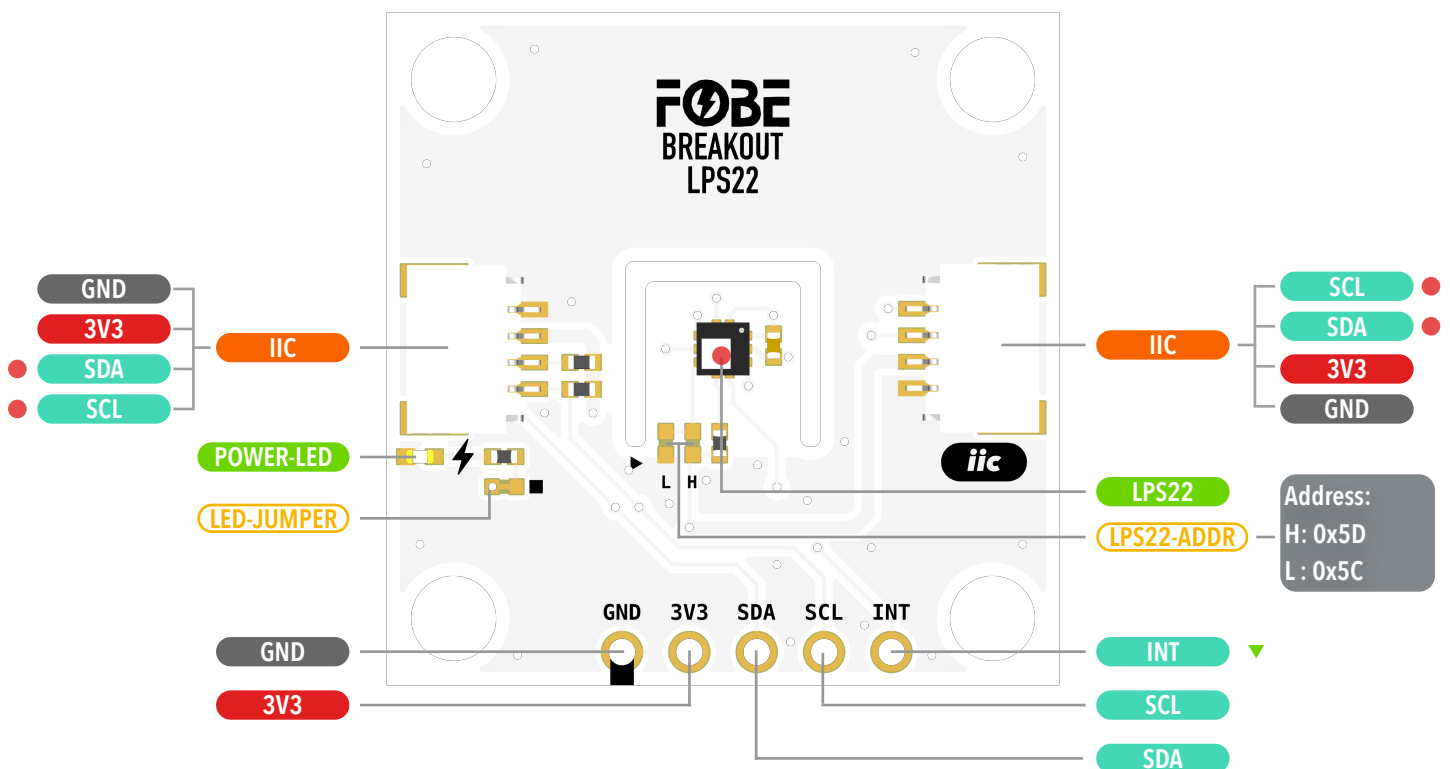 FOBE
BREAKOUT
LPS22
GND
3V3
SDA
SCL
IIC
POWER-LED
LED-JUMPER
L H
iic
IIC
SCL
SDA
3V3
GND
LPS22
LPS22-ADDR
Address:
H: 0x5D
L : 0x5C
GND 3V3 SDA SCL INT
GND
3V3
INT
SCL
SDA